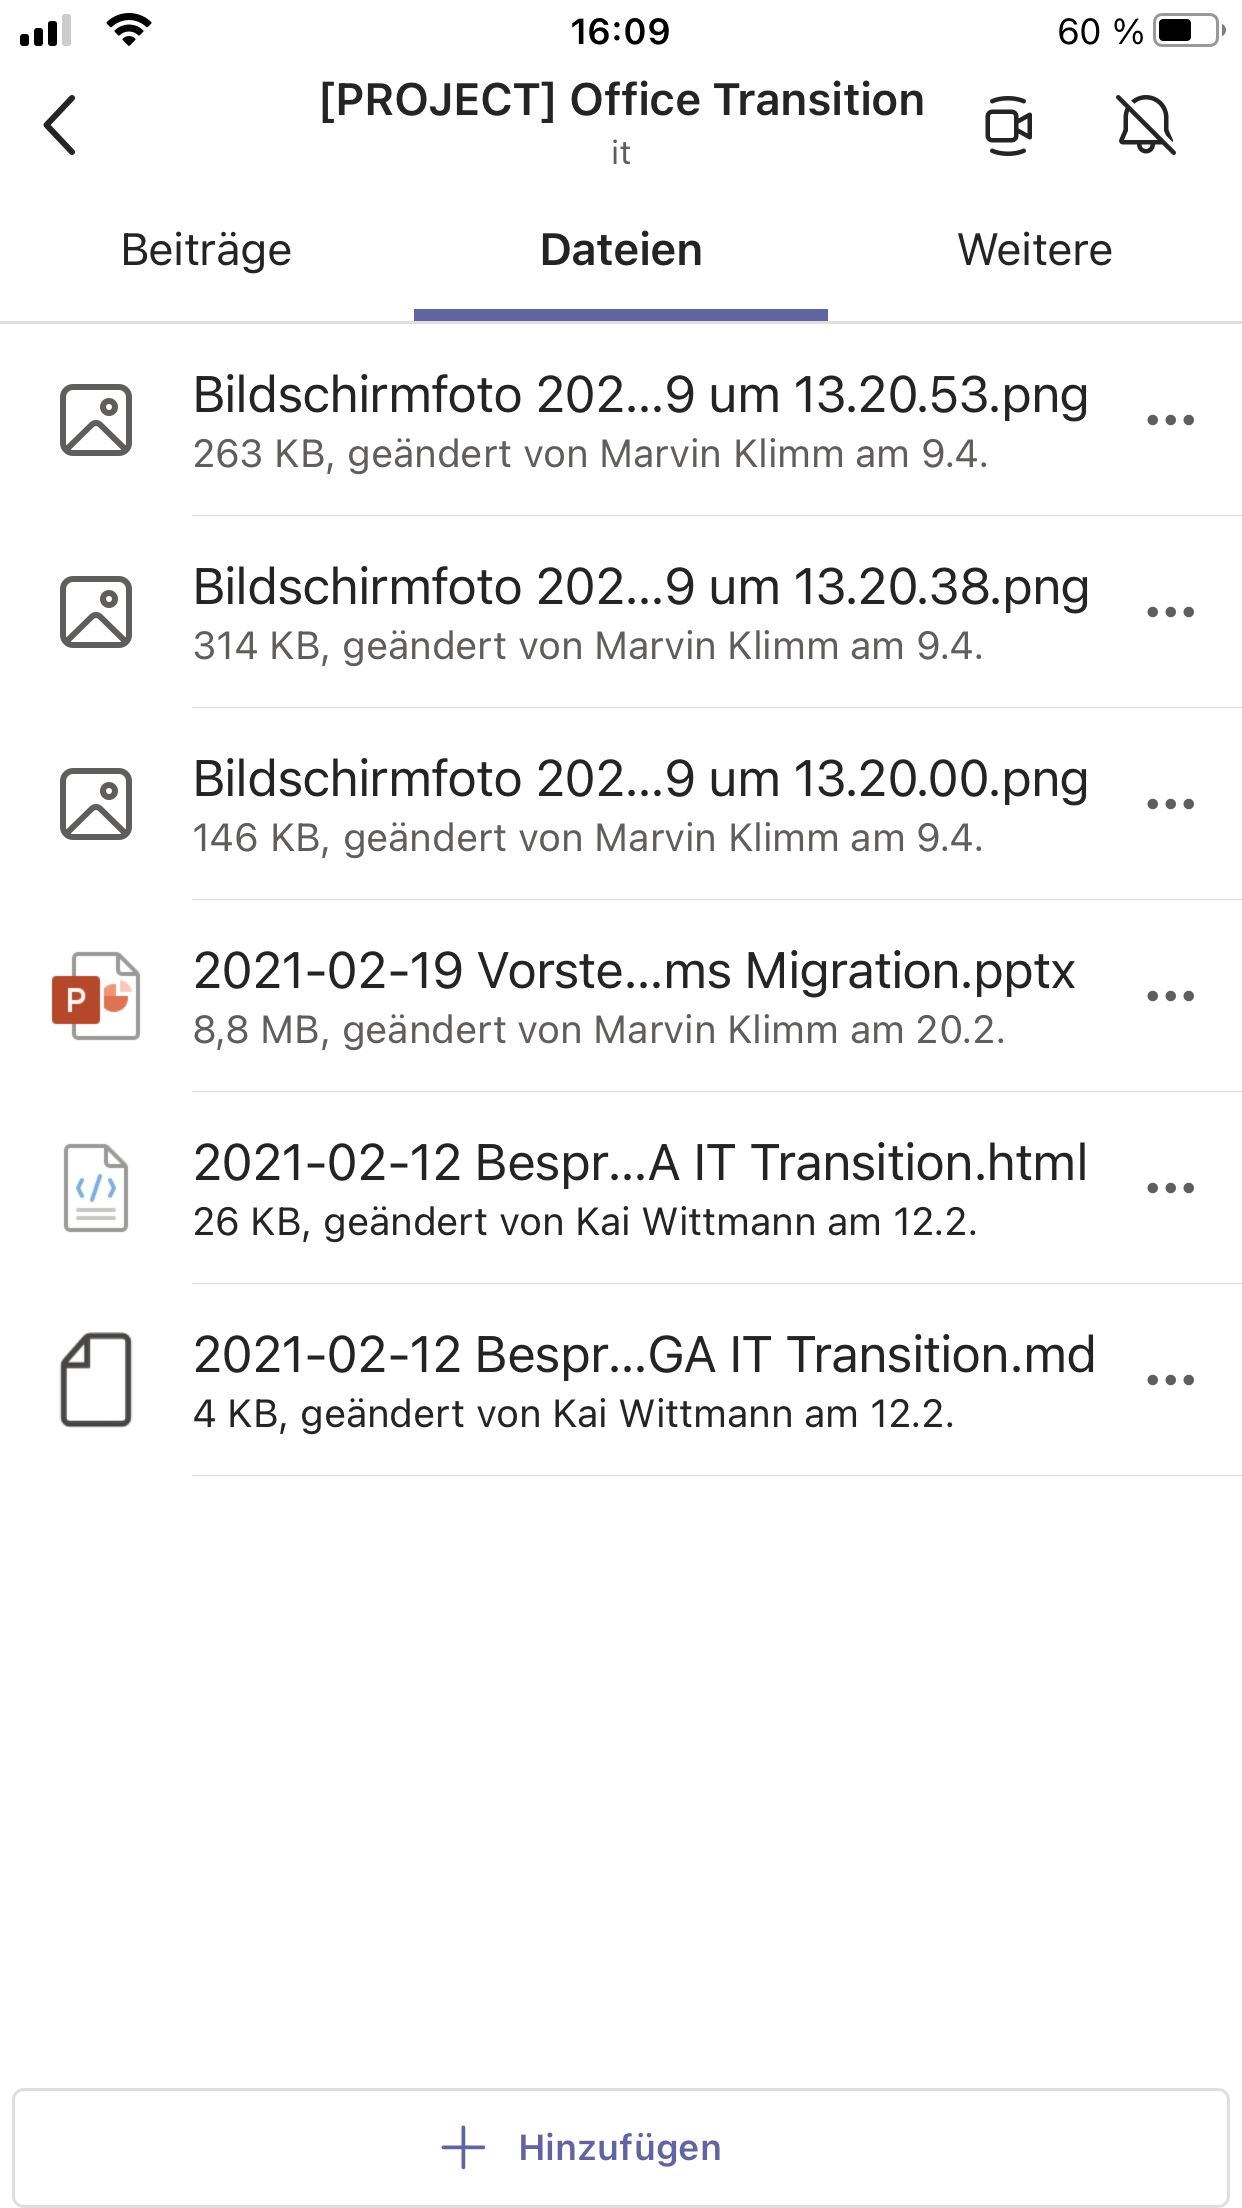 16:09
60 %
[PROJECT] Office Transition
it
Beiträge
Dateien
Weitere
Bildschirmfoto 202...9 um 13.20.53.png
263 KB, geändert von Marvin Klimm am 9.4.
Bildschirmfoto 202...9 um 13.20.38.png
314 KB, geändert von Marvin Klimm am 9.4.
Bildschirmfoto 202...9 um 13.20.00.png
146 KB, geändert von Marvin Klimm am 9.4.
P
2021-02-19 Vorste...ms Migration.pptx
8,8 MB, geändert von Marvin Klimm am 20.2.
2021-02-12 Bespr...A IT Transition.html
26 KB, geändert von Kai Wittmann am 12.2.
2021-02-12 Bespr...GA IT Transition.md
4 KB, geändert von Kai Wittmann am 12.2.
Hinzufügen